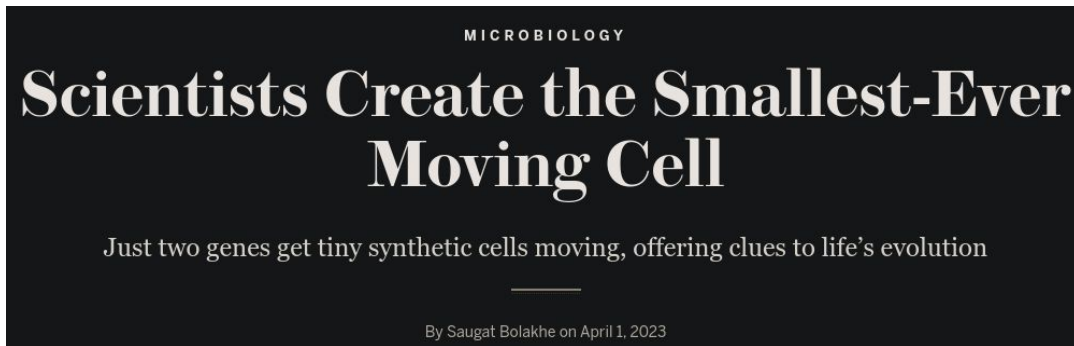 MICROBIOLOGY
Scientists Create the Smallest-Ever
Moving Cell
Just two genes get tiny synthetic cells moving, offering clues to life’s evolution
By Saugat Bolakhe on April 1, 2023